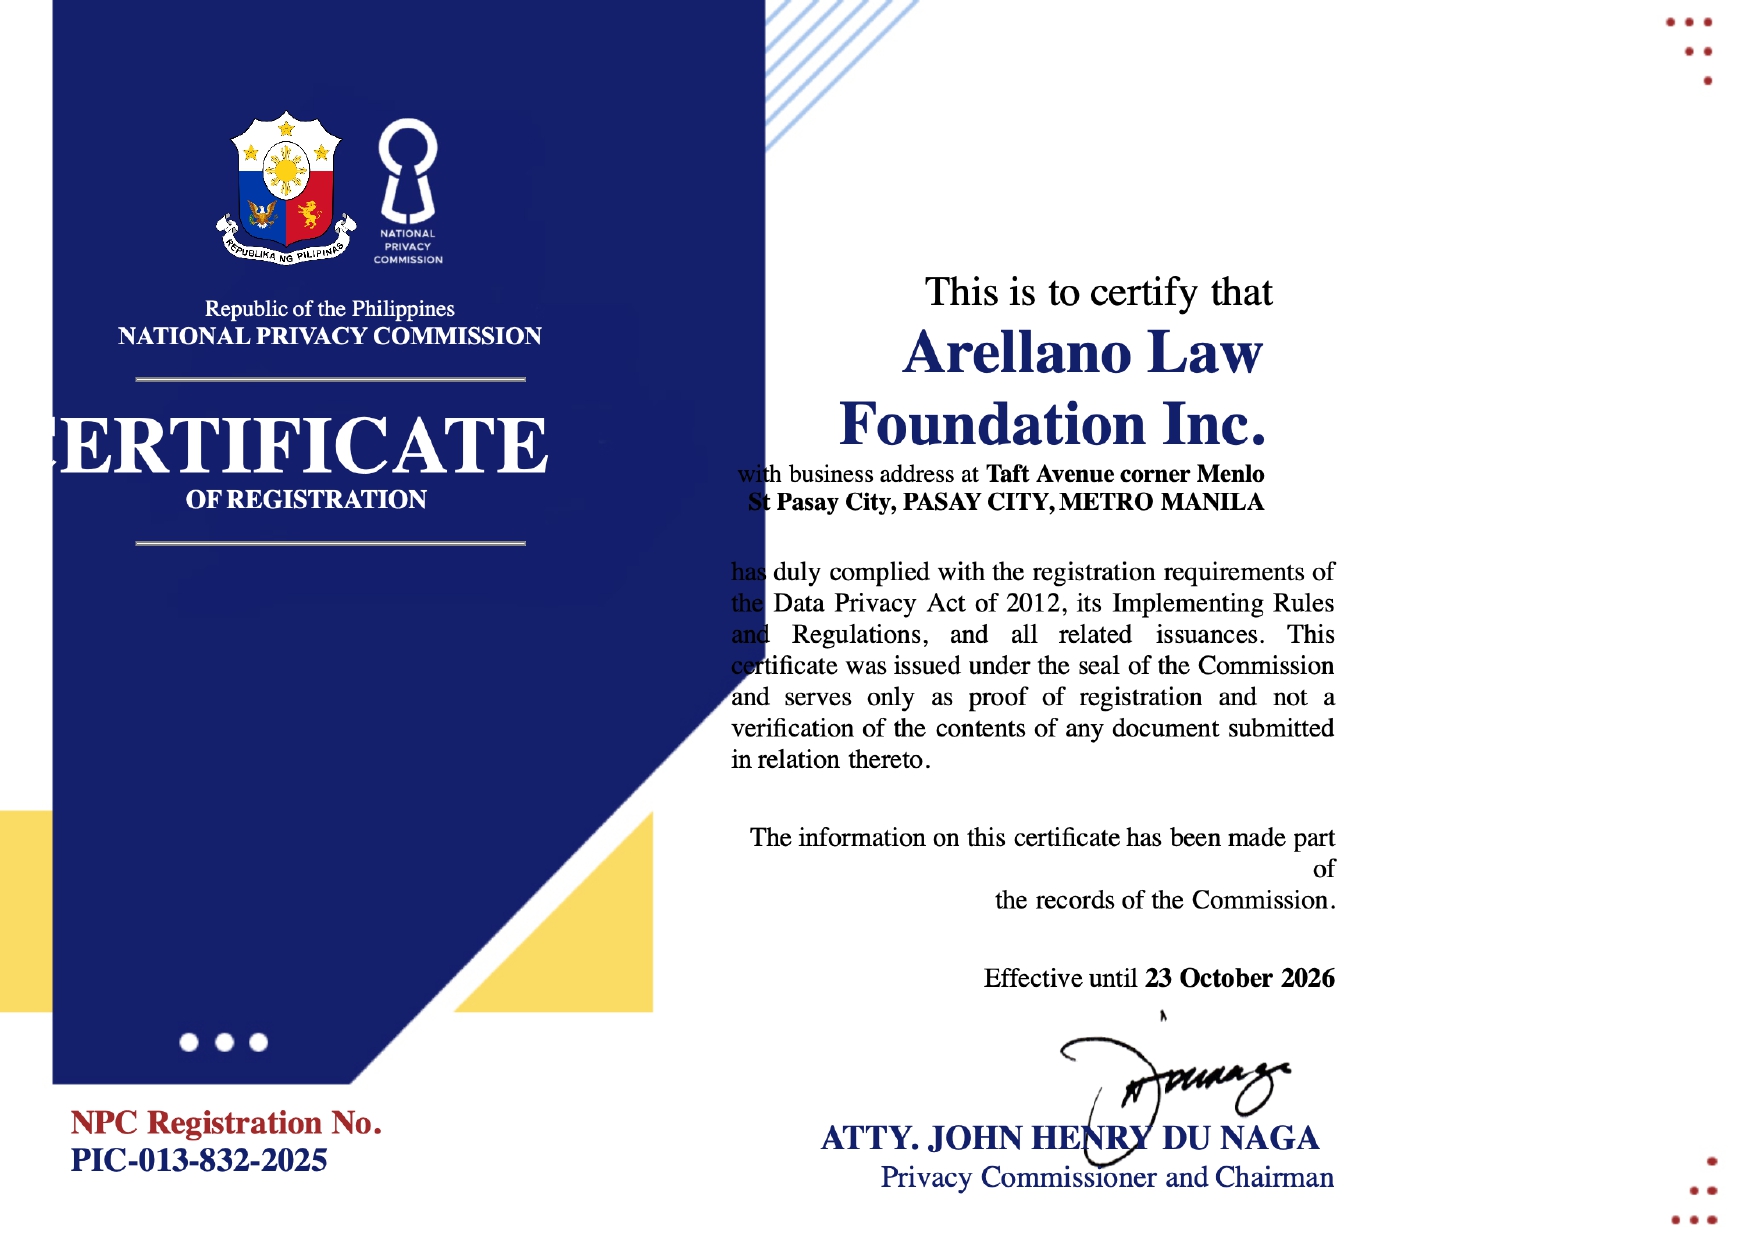 REPUBLIKA NG PILIPINAS
NATIONAL
PRIVACY
COMMISSION
Republic of the Philippines
NATIONAL PRIVACY COMMISSION
CERTIFICATE
OF REGISTRATION
This is to certify that
Arellano Law
Foundation Inc.
with business address at Taft Avenue corner Menlo
St Pasay City, PASAY CITY, METRO MANILA
has duly complied with the registration requirements of
the Data Privacy Act of 2012, its Implementing Rules
and Regulations, and all related issuances. This
certificate was issued under the seal of the Commission
and serves only as proof of registration and not a
verification of the contents of any document submitted
in relation thereto.
The information on this certificate has been made part
of
the records of the Commission.
Effective until 23 October 2026
ATTY. JOHN HENRY DU NAGA
Privacy Commissioner and Chairman
NPC Registration No.
PIC-013-832-2025